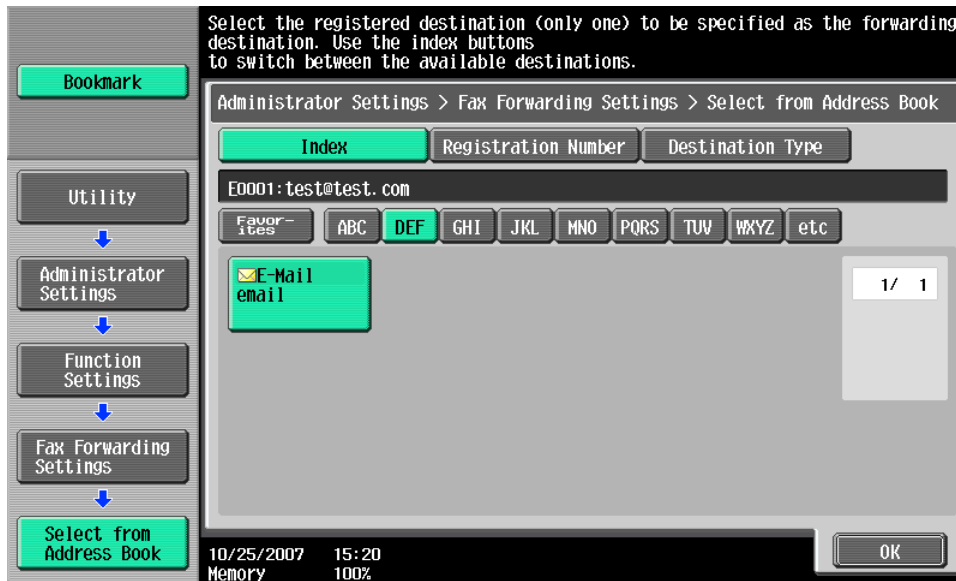 Select the registered destination (only one) to be specified as the forwarding
destination. Use the index buttons
to switch between the available destinations.
Bookmark
Administrator Settings > Fax Forwarding Settings > Select from Address Book
Index
Registration Number
Destination Type
Utility
E0001:test@test.com
Favor-
ites
ABC
DEF
GHI
JKL
MNO
PQRS
TUV
WXYZ
etc
Administrator
Settings
E-Mail
email
1/ 1
Function
Settings
Fax Forwarding
Settings
Select from
Address Book
10/25/2007 15:20
Memory 100%
OK